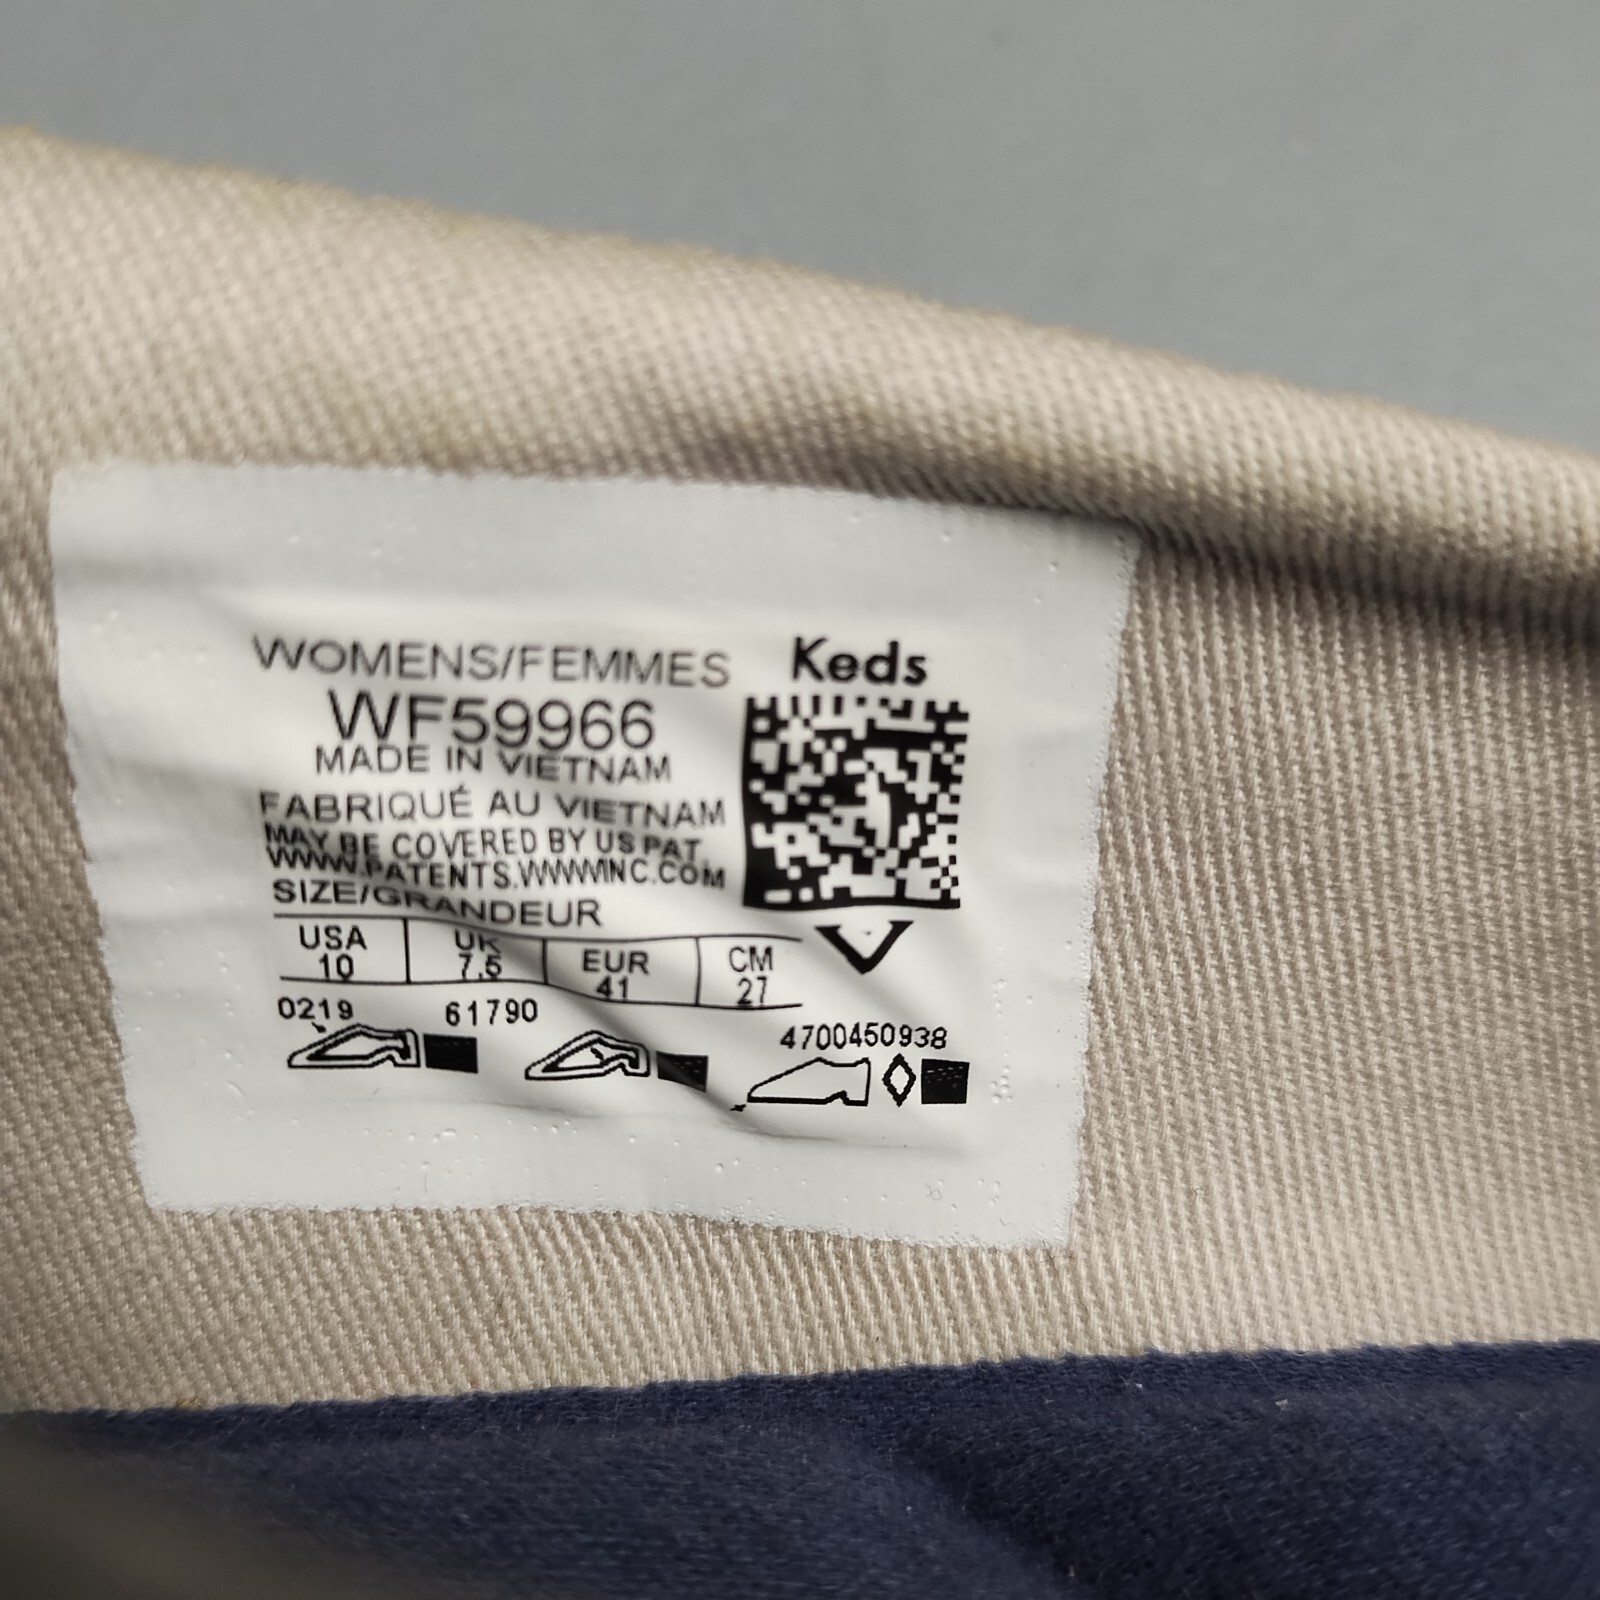 WOMENS/FEMMES
Keds
WF59966
MADE IN VIETNAM
FABRIQUÉ AU VIETNAM
MAY BE COVERED BY US PAT.
WWW.PATENTS.WWWINC.COM
SIZE/GRANDEUR
USA UK EUR CM
10 7.5 41 27
0219 61790 4700450938